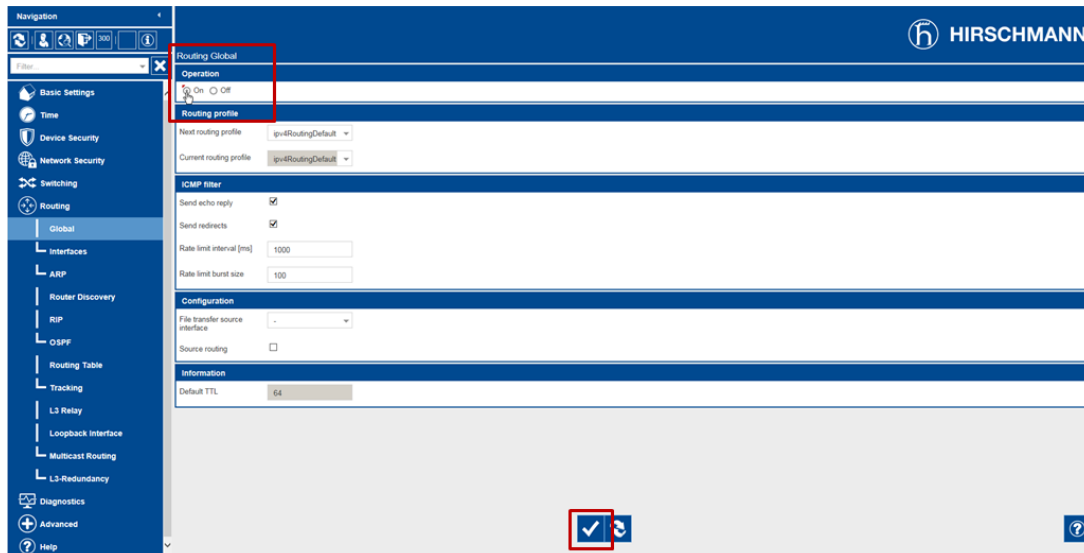 Navigation
300
HIRSCHMANN
Filter...
Routing Global
Operation
On Off
Basic Settings
Time
Device Security
Network Security
Switching
Routing
Global
Interfaces
ARP
Router Discovery
RIP
OSPF
Routing Table
Tracking
L3 Relay
Loopback Interface
Multicast Routing
L3-Redundancy
Diagnostics
Advanced
Help
Routing profile
Next routing profile ipv4RoutingDefault
Current routing profile ipv4RoutingDefault
ICMP filter
Send echo reply
Send redirects
Rate limit interval [ms] 1000
Rate limit burst size 100
Configuration
File transfer source
interface -
Source routing
Information
Default TTL 64
?